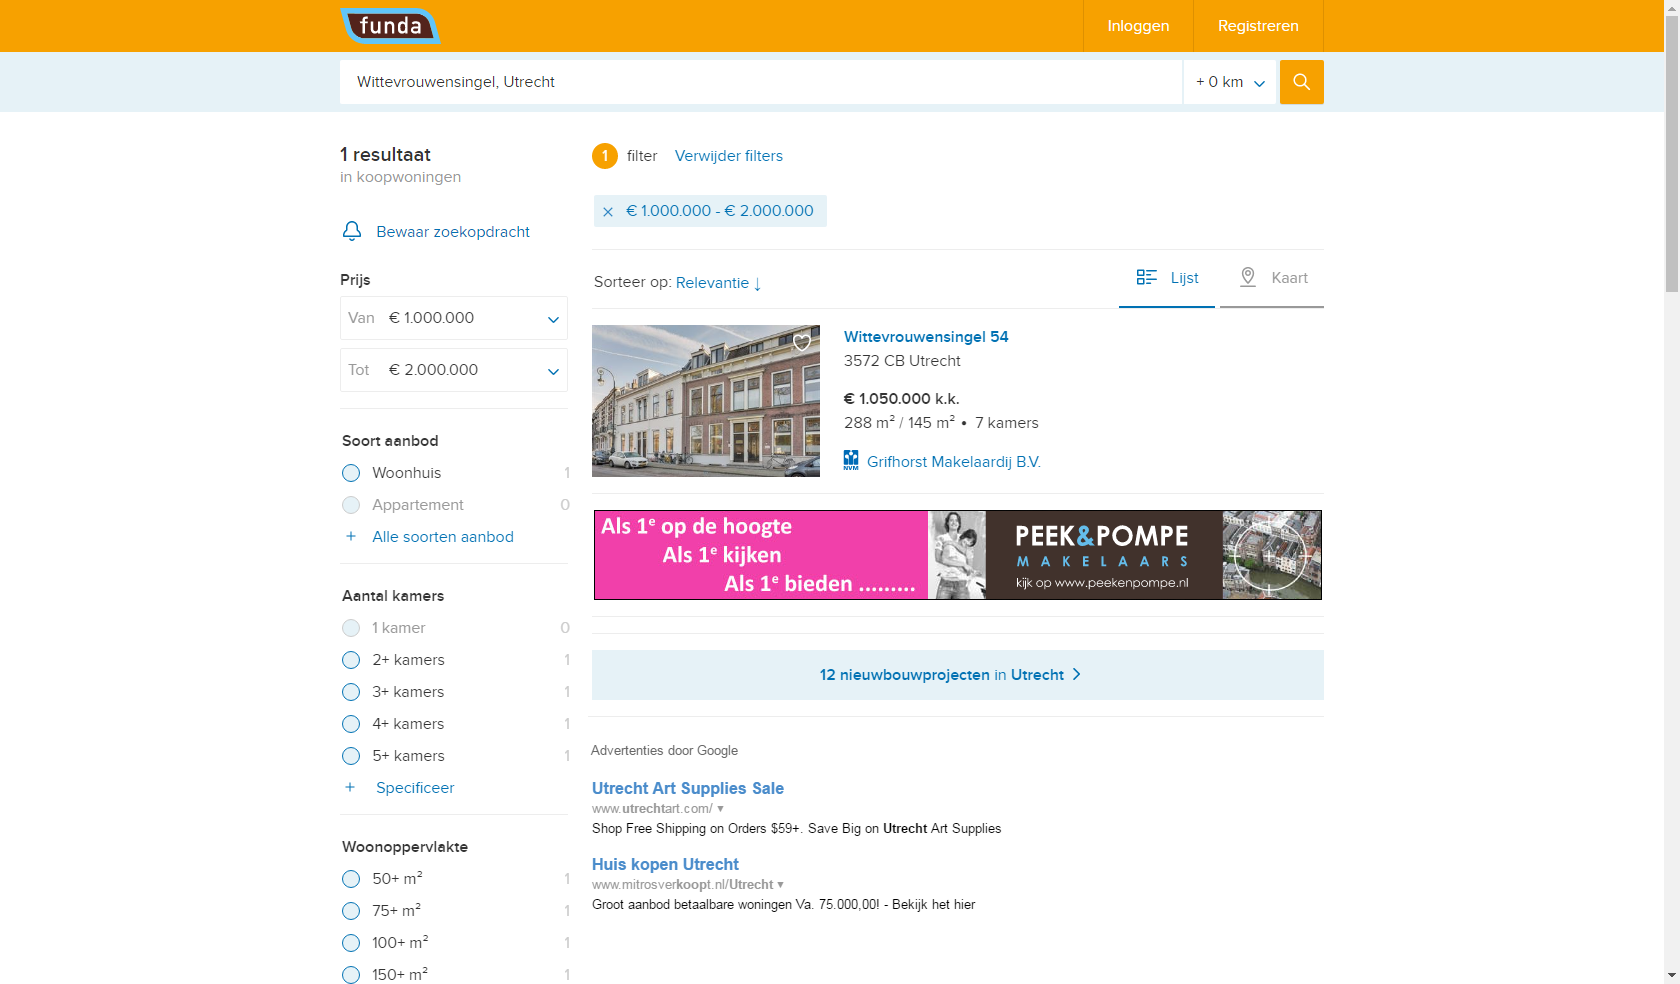 funda
Inloggen
Registreren
Wittevrouwensingel, Utrecht
+ 0 km
1 resultaat
in koopwoningen
Bewaar zoekopdracht
Prijs
Van € 1.000.000
Tot € 2.000.000
Soort aanbod
Woonhuis 1
Appartement 0
+ Alle soorten aanbod
Aantal kamers
1 kamer 0
2+ kamers 1
3+ kamers 1
4+ kamers 1
5+ kamers 1
+ Specificeer
Woonoppervlakte
50+ m² 1
75+ m² 1
100+ m² 1
150+ m² 1
1 filter Verwijder filters
× € 1.000.000 - € 2.000.000
Sorteer op: Relevantie ↓
Lijst
Kaart
Wittevrouwensingel 54
3572 CB Utrecht
€ 1.050.000 k.k.
288 m² / 145 m² • 7 kamers
NVM
Grifhorst Makelaardij B.V.
Als 1e op de hoogte
Als 1e kijken
Als 1e bieden .........
PEEK&POMPE
MAKELAARS
kijk op www.peekenpompe.nl
12 nieuwbouwprojecten in Utrecht >
Advertenties door Google
Utrecht Art Supplies Sale
www.utrechtart.com/ ▼
Shop Free Shipping on Orders $59+. Save Big on Utrecht Art Supplies
Huis kopen Utrecht
www.mitrosverkoopt.nl/Utrecht ▼
Groot aanbod betaalbare woningen Va. 75.000,00! - Bekijk het hier